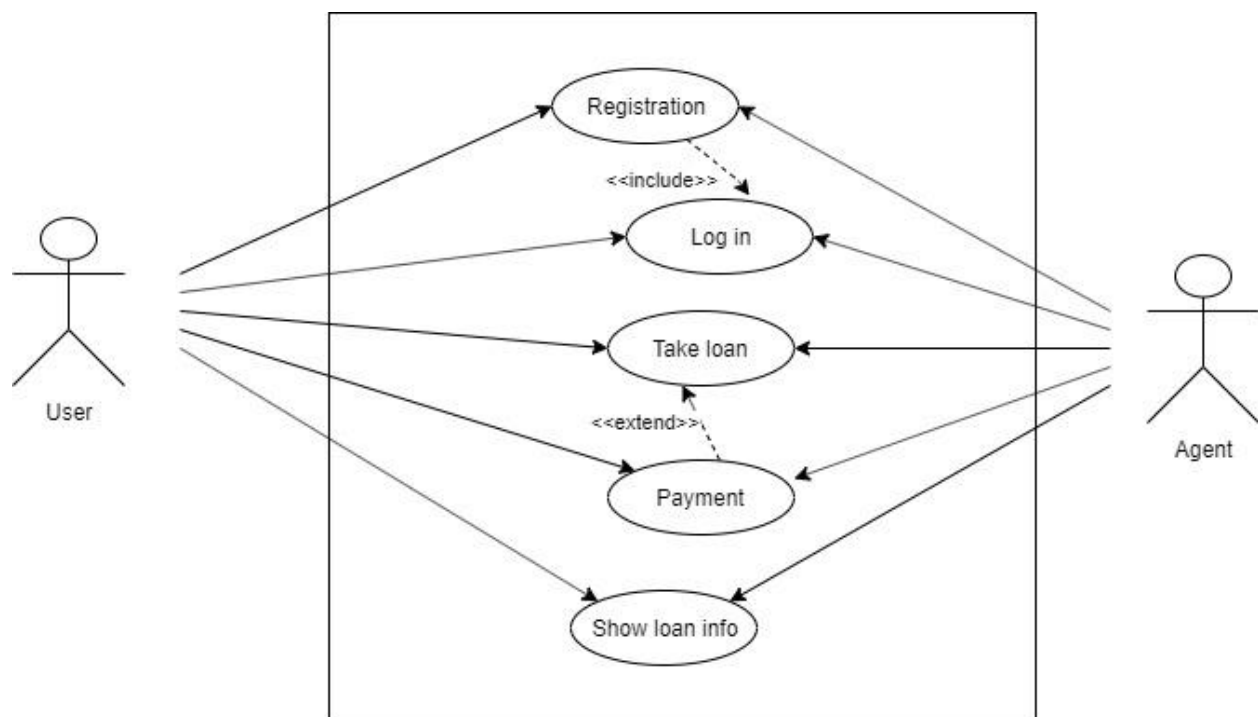 Registration
<<include>>
Log in
Take loan
User
<<extend>>
Agent
Payment
Show loan info